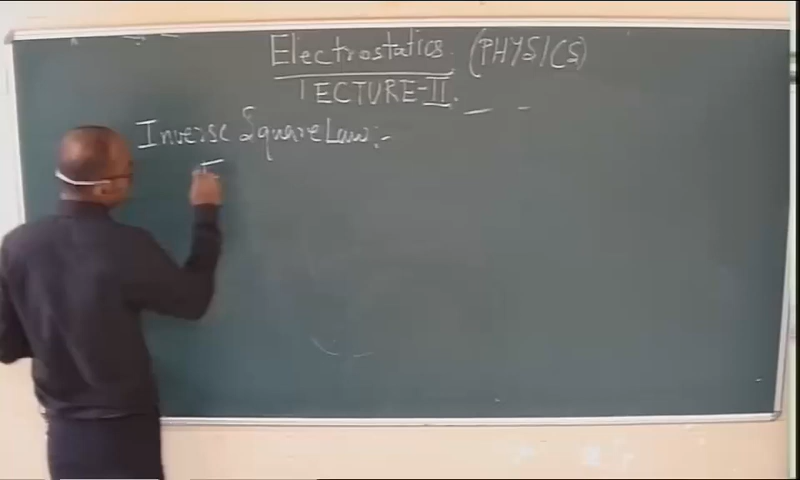 Electrostatics (PHYSICS)
LECTURE-II.
Inverse Square Law:-
F